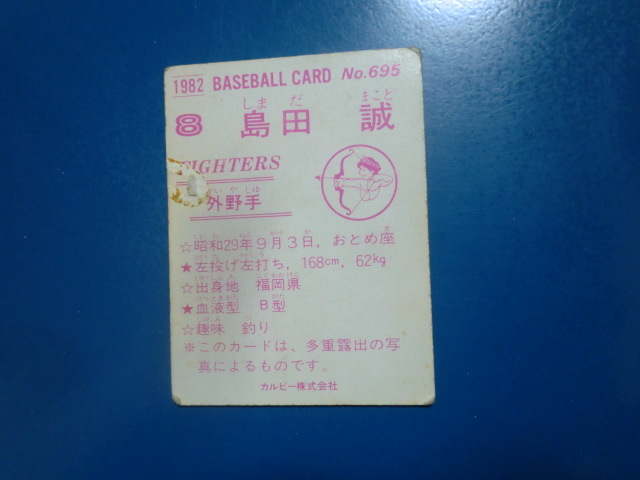 1982 BASEBALL CARD No.695
しまだ まこと
8 島田 誠
FIGHTERS
外野手
☆昭和29年9月3日，おとめ座
★左投げ左打ち，168cm，62kg
☆出身地 福岡県
★血液型 B型
☆趣味 釣り
※このカードは、多重露出の写
真によるものです。
カルビー株式会社